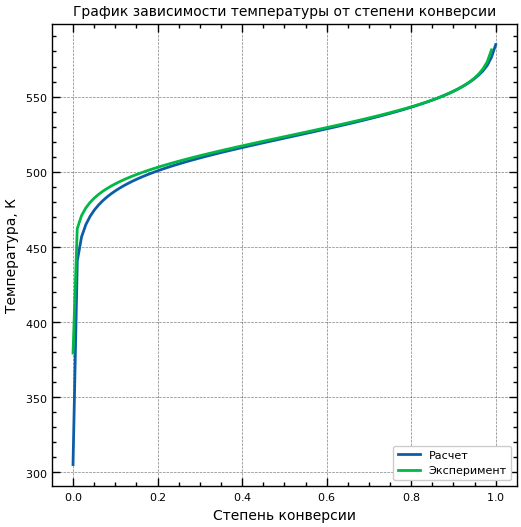 График зависимости температуры от степени конверсии
Температура, К
550
500
450
400
350
300
0.0 0.2 0.4 0.6 0.8 1.0
Степень конверсии
Расчет
Эксперимент